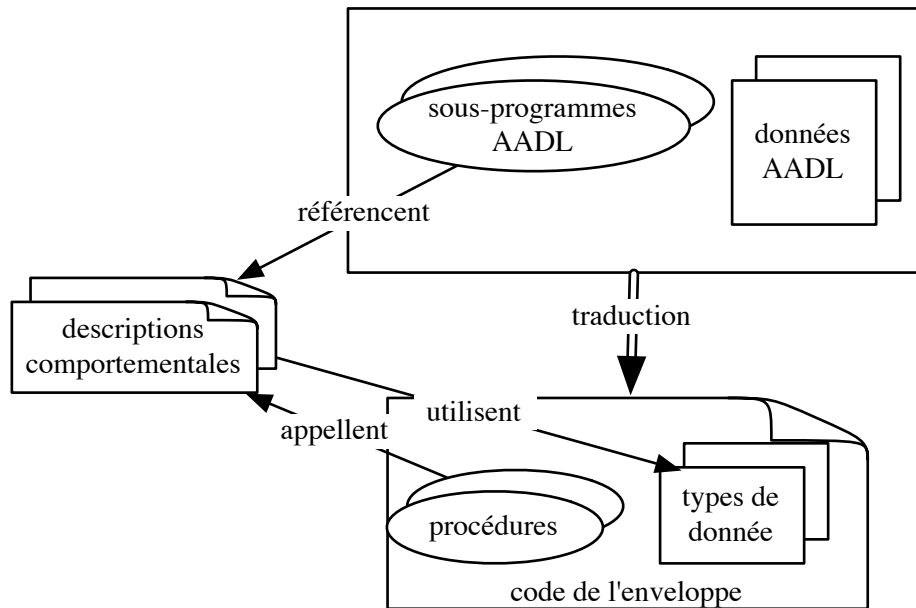 sous-programmes
AADL
données
AADL
référencent
traduction
descriptions
comportementales
utilisent
appellent
types de
donnée
procédures
code de l'enveloppe